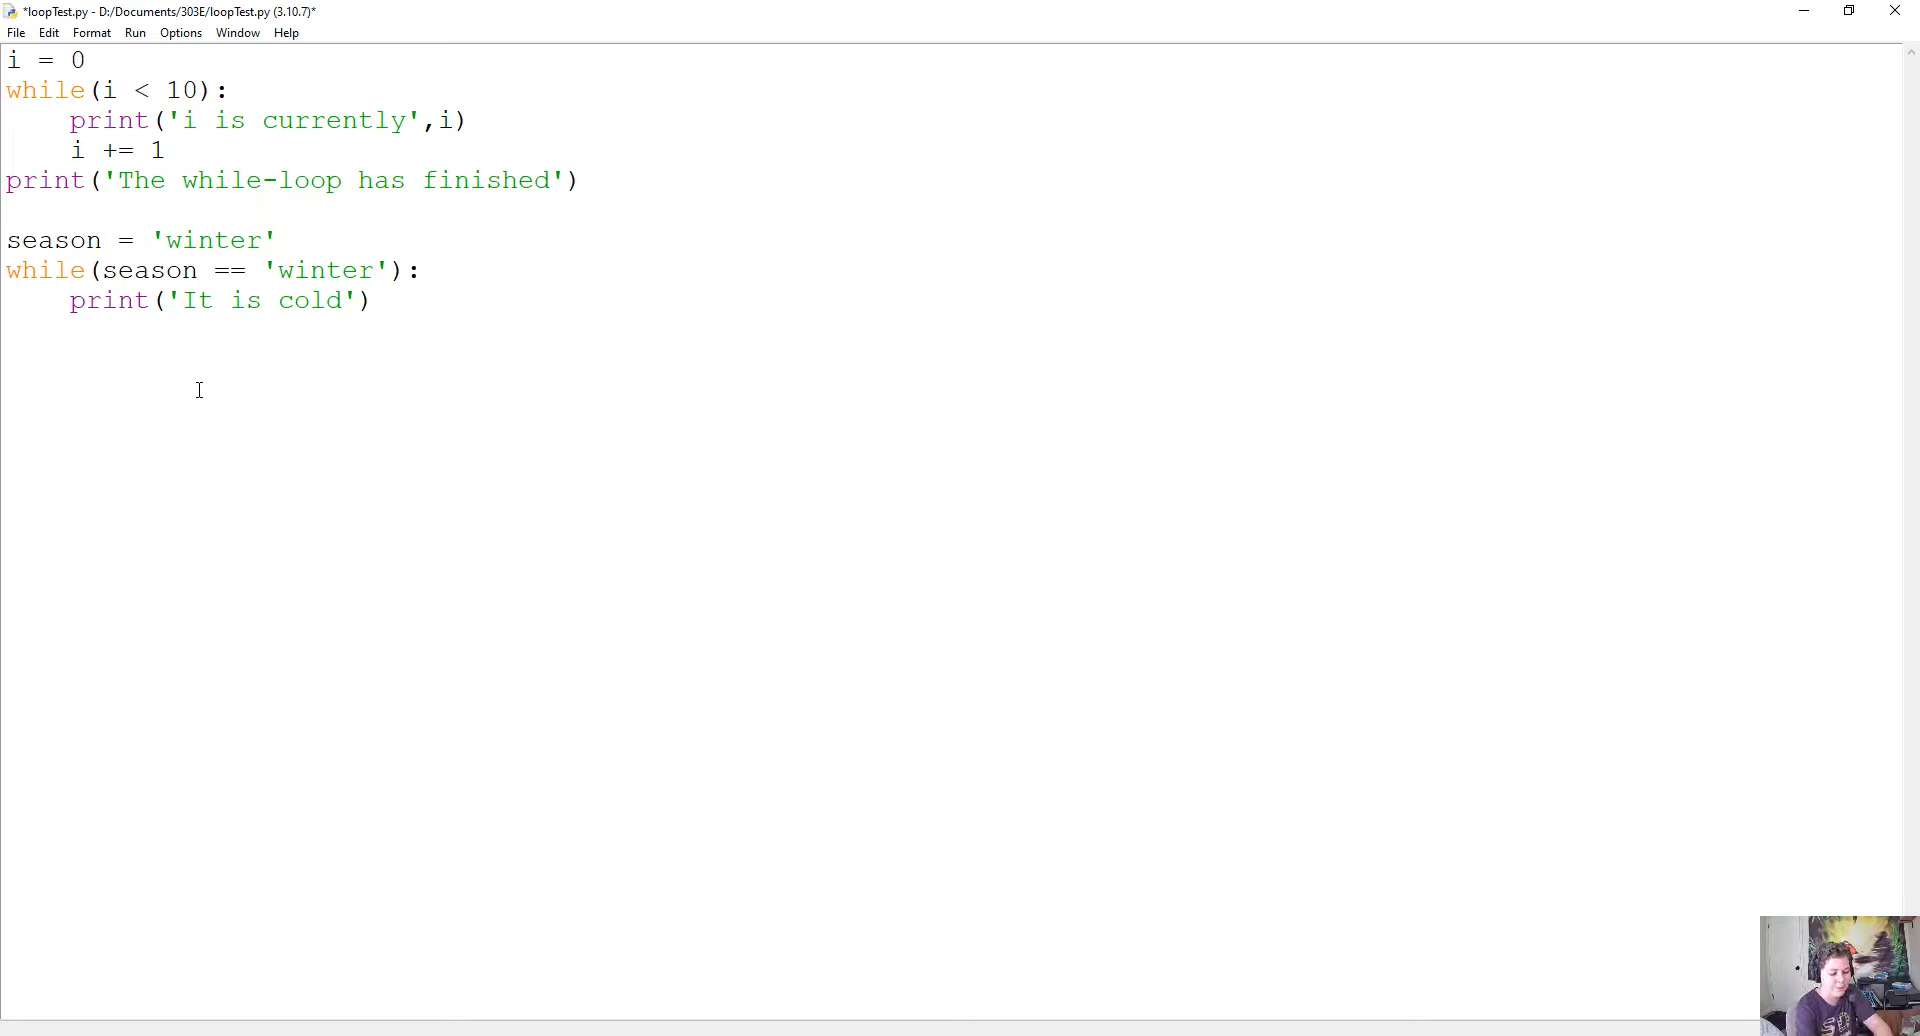 *loopTest.py - D:/Documents/303E/loopTest.py (3.10.7)*
File Edit Format Run Options Window Help
i = 0
while(i < 10):
    print('i is currently',i)
    i += 1
print('The while-loop has finished')

season = 'winter'
while(season == 'winter'):
    print('It is cold')